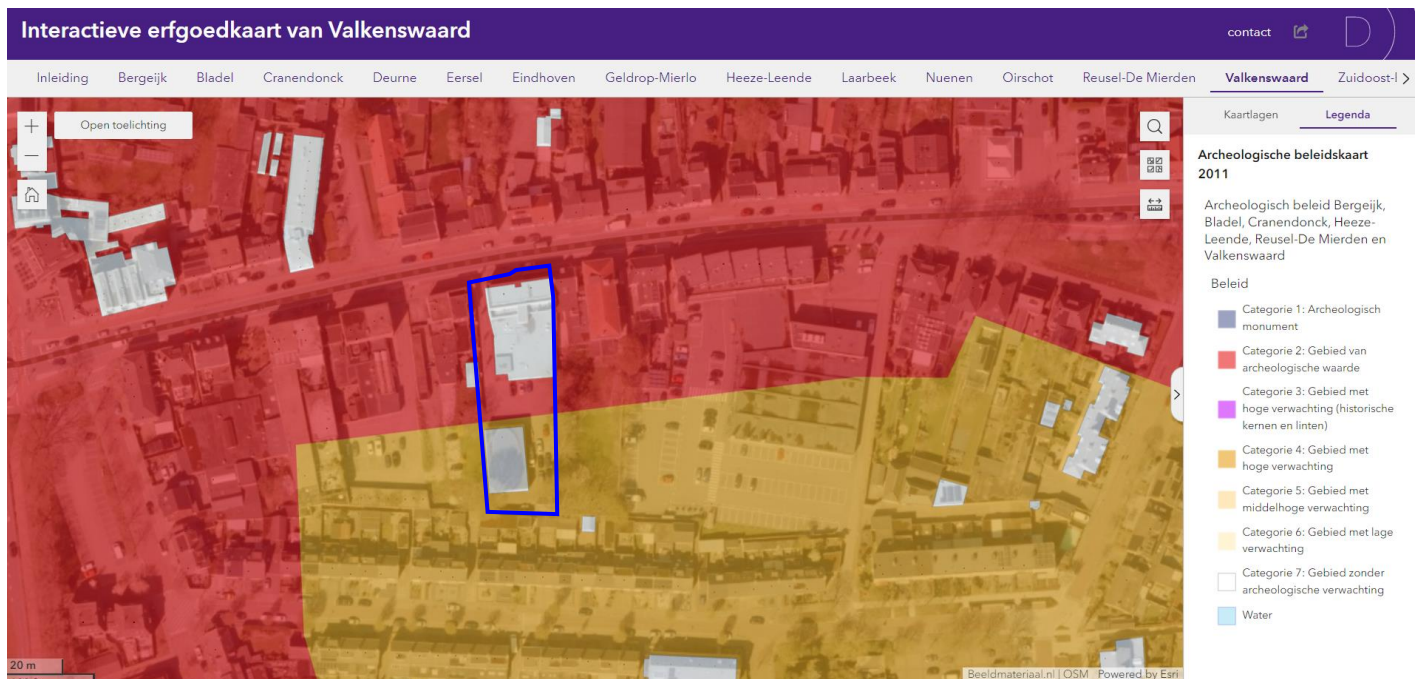 Interactieve erfgoedkaart van Valkenswaard
contact
Inleiding Bergeijk Bladel Cranendonck Deurne Eersel Eindhoven Geldrop-Mierlo Heeze-Leende Laarbeek Nuenen Oirschot Reusel-De Mierden Valkenswaard Zuidoost-
Open toelichting
Kaartlagen Legenda
Archeologische beleidskaart
2011
Archeologisch beleid Bergeijk,
Bladel, Cranendonck, Heeze-
Leende, Reusel-De Mierden en
Valkenswaard
Beleid
Categorie 1: Archeologisch
monument
Categorie 2: Gebied van
archeologische waarde
Categorie 3: Gebied met
hoge verwachting (historische
kernen en linten)
Categorie 4: Gebied met
hoge verwachting
Categorie 5: Gebied met
middelhoge verwachting
Categorie 6: Gebied met lage
verwachting
Categorie 7: Gebied zonder
archeologische verwachting
Water
20 m
Beeldmateriaal.nl | OSM Powered by Esri